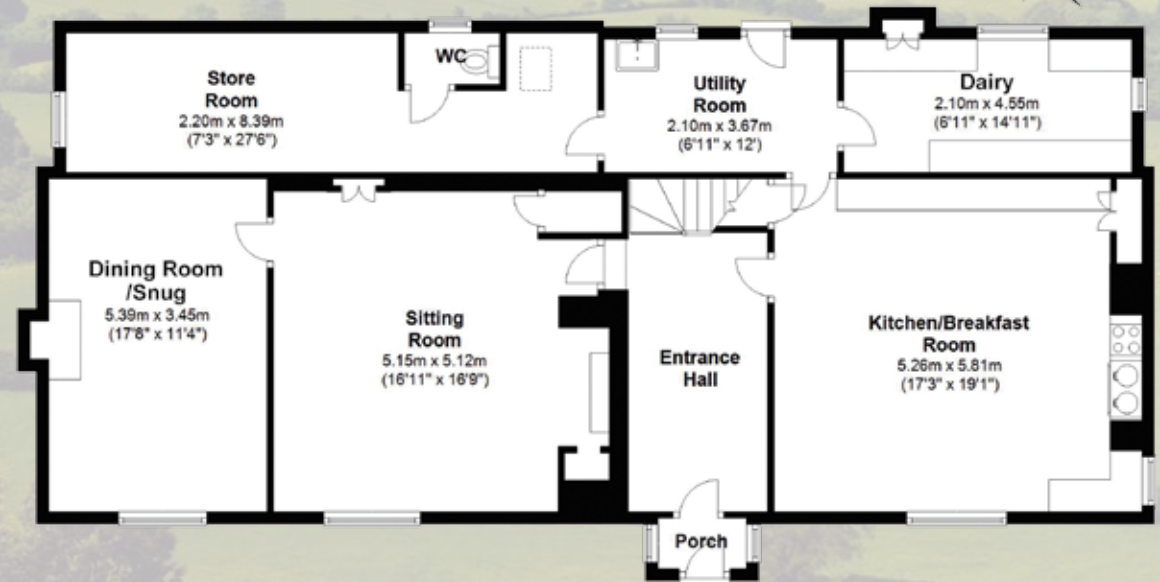 Store
Room
2.20m x 8.39m
(7'3" x 27'6")
WC
Utility
Room
2.10m x 3.67m
(6'11" x 12')
Dairy
2.10m x 4.55m
(6'11" x 14'11")
Dining Room
/Snug
5.39m x 3.45m
(17'8" x 11'4")
Sitting
Room
5.15m x 5.12m
(16'11" x 16'9")
Entrance
Hall
Kitchen/Breakfast
Room
5.26m x 5.81m
(17'3" x 19'1")
Porch